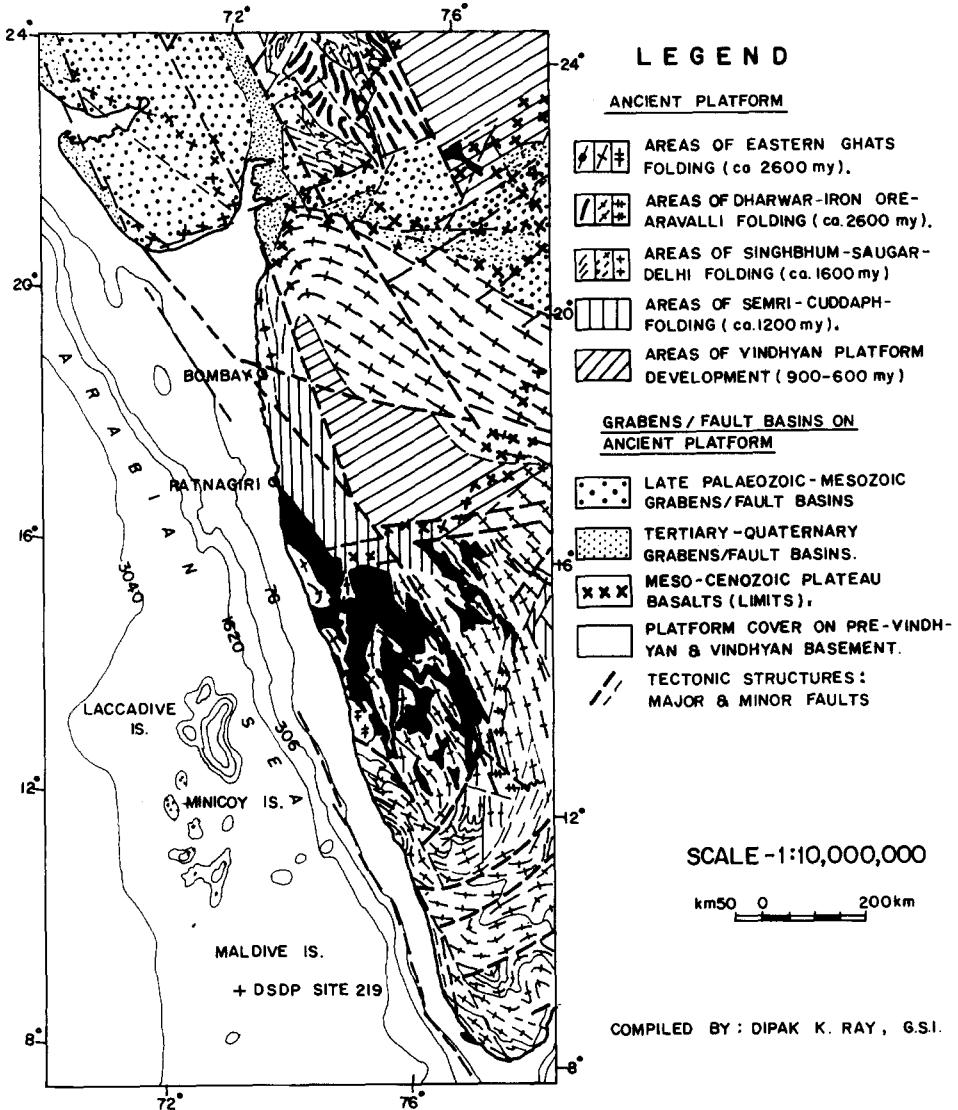 72°
76°
24°
24°
LEGEND
ANCIENT PLATFORM
AREAS OF EASTERN GHATS
FOLDING (ca 2600 my).
AREAS OF DHARWAR-IRON ORE-
ARAVALLI FOLDING (ca.2600 my).
AREAS OF SINGHBHUM-SAUGAR-
DELHI FOLDING (ca.1600 my)
AREAS OF SEMRI-CUDDAPH-
FOLDING (ca.1200 my).
AREAS OF VINDHYAN PLATFORM
DEVELOPMENT (900-600 my)
GRABENS/FAULT BASINS ON
ANCIENT PLATFORM
LATE PALAEOZOIC-MESOZOIC
GRABENS/FAULT BASINS
TERTIARY-QUATERNARY
GRABENS/FAULT BASINS.
MESO-CENOZOIC PLATEAU
BASALTS (LIMITS).
PLATFORM COVER ON PRE-VINDH-
YAN & VINDHYAN BASEMENT.
TECTONIC STRUCTURES:
MAJOR & MINOR FAULTS
20°
20°
ARABIAN SEA
BOMBAY
RATNAGIRI
16°
16°
3040
1520
76
306
LACCADIVE
IS.
MINICOY IS.
12°
12°
MALDIVE IS.
+ DSDP SITE 219
8°
8°
72°
76°
SCALE-1:10,000,000
km50 0 200km
COMPILED BY: DIPAK K. RAY, G.S.I.